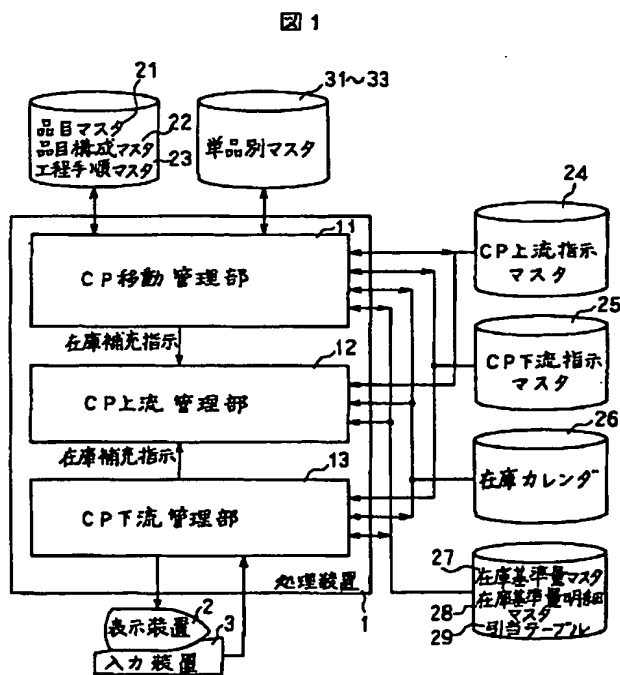 図1
21
31～33
品目マスタ
22
品目構成マスタ
23
工程手順マスタ
単品別マスタ
24
11
CP上流指示
マスタ
CP移動管理部
25
在庫補充指示
12
CP下流指示
マスタ
CP上流管理部
26
在庫補充指示
13
在庫カレンダ
CP下流管理部
27
在庫基準量マスタ
28
在庫基準量明細
マスタ
29
引当テーブル
処理装置
1
2
表示装置
3
入力装置